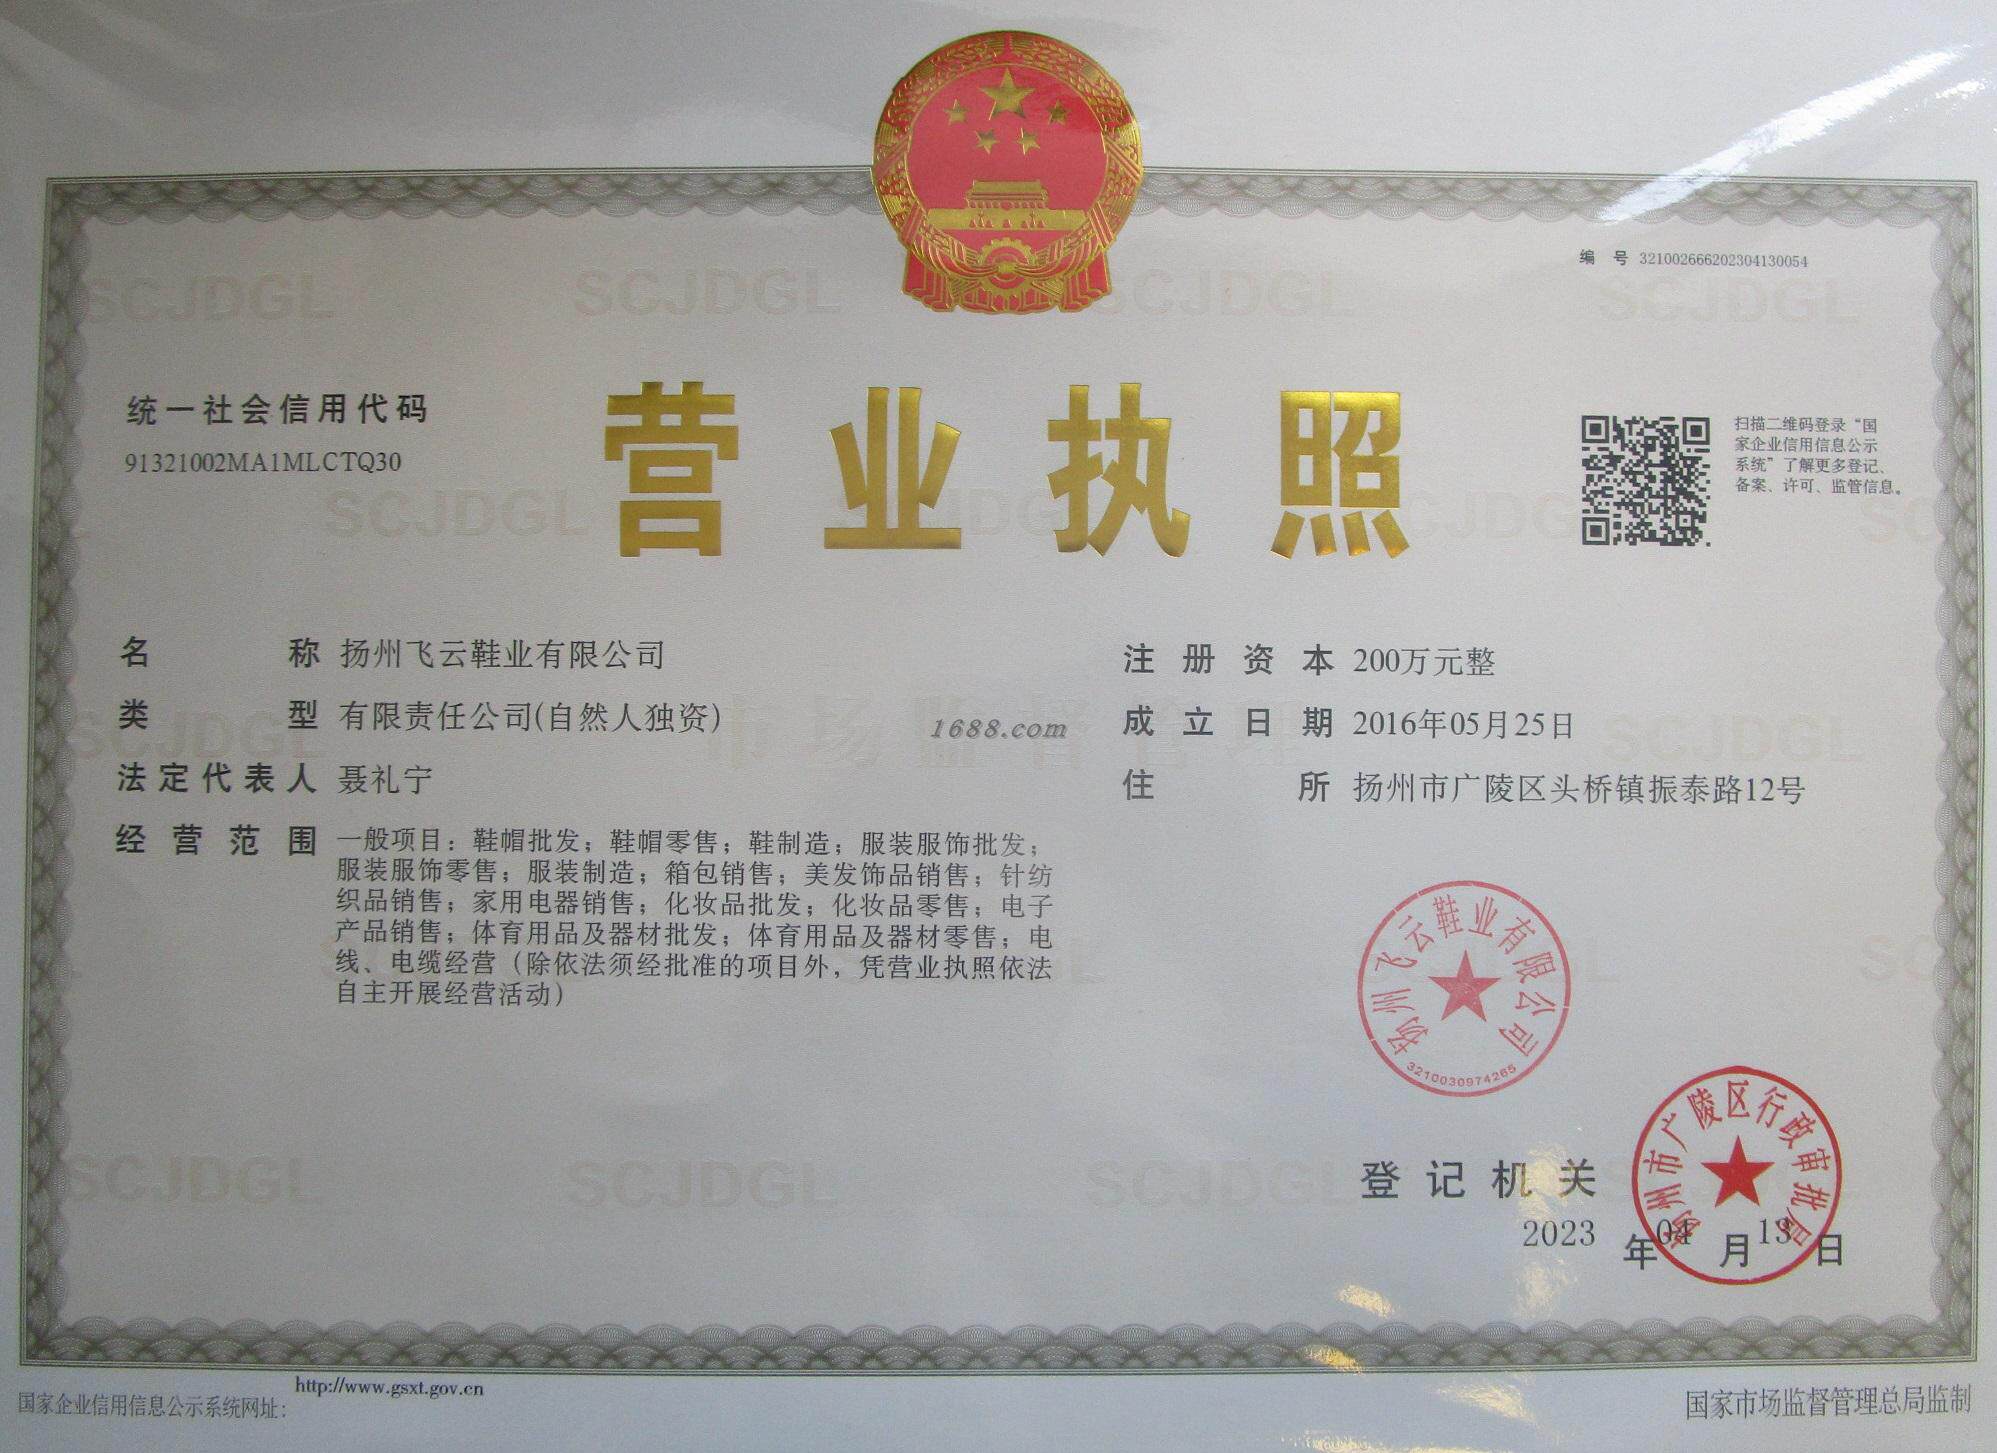 编 号 321002666202304130054
统一社会信用代码
91321002MA1MLCTQ30
营业执照
扫描二维码登录“国
家企业信用信息公示
系统”了解更多登记、
备案、许可、监管信息。
名 称 扬州飞云鞋业有限公司
类 型 有限责任公司(自然人独资)
法定代表人 聂礼宁
经营范围 一般项目：鞋帽批发；鞋帽零售；鞋制造；服装服饰批发；
服装服饰零售；服装制造；箱包销售；美发饰品销售；针纺
织品销售；家用电器销售；化妆品批发；化妆品零售；电子
产品销售；体育用品及器材批发；体育用品及器材零售；电
线、电缆经营（除依法须经批准的项目外，凭营业执照依法
自主开展经营活动）
注册资本 200万元整
成立日期 2016年05月25日
住 所 扬州市广陵区头桥镇振泰路12号
1688.com
扬州飞云鞋业有限公司
3210030974265
登记机关
扬州市广陵区行政审批局
2023 年 04 月 13 日
SCJDGL SCJDGL SCJDGL SCJDGL
市场监督管理
http://www.gsxt.gov.cn
国家企业信用信息公示系统网址：
国家市场监督管理总局监制